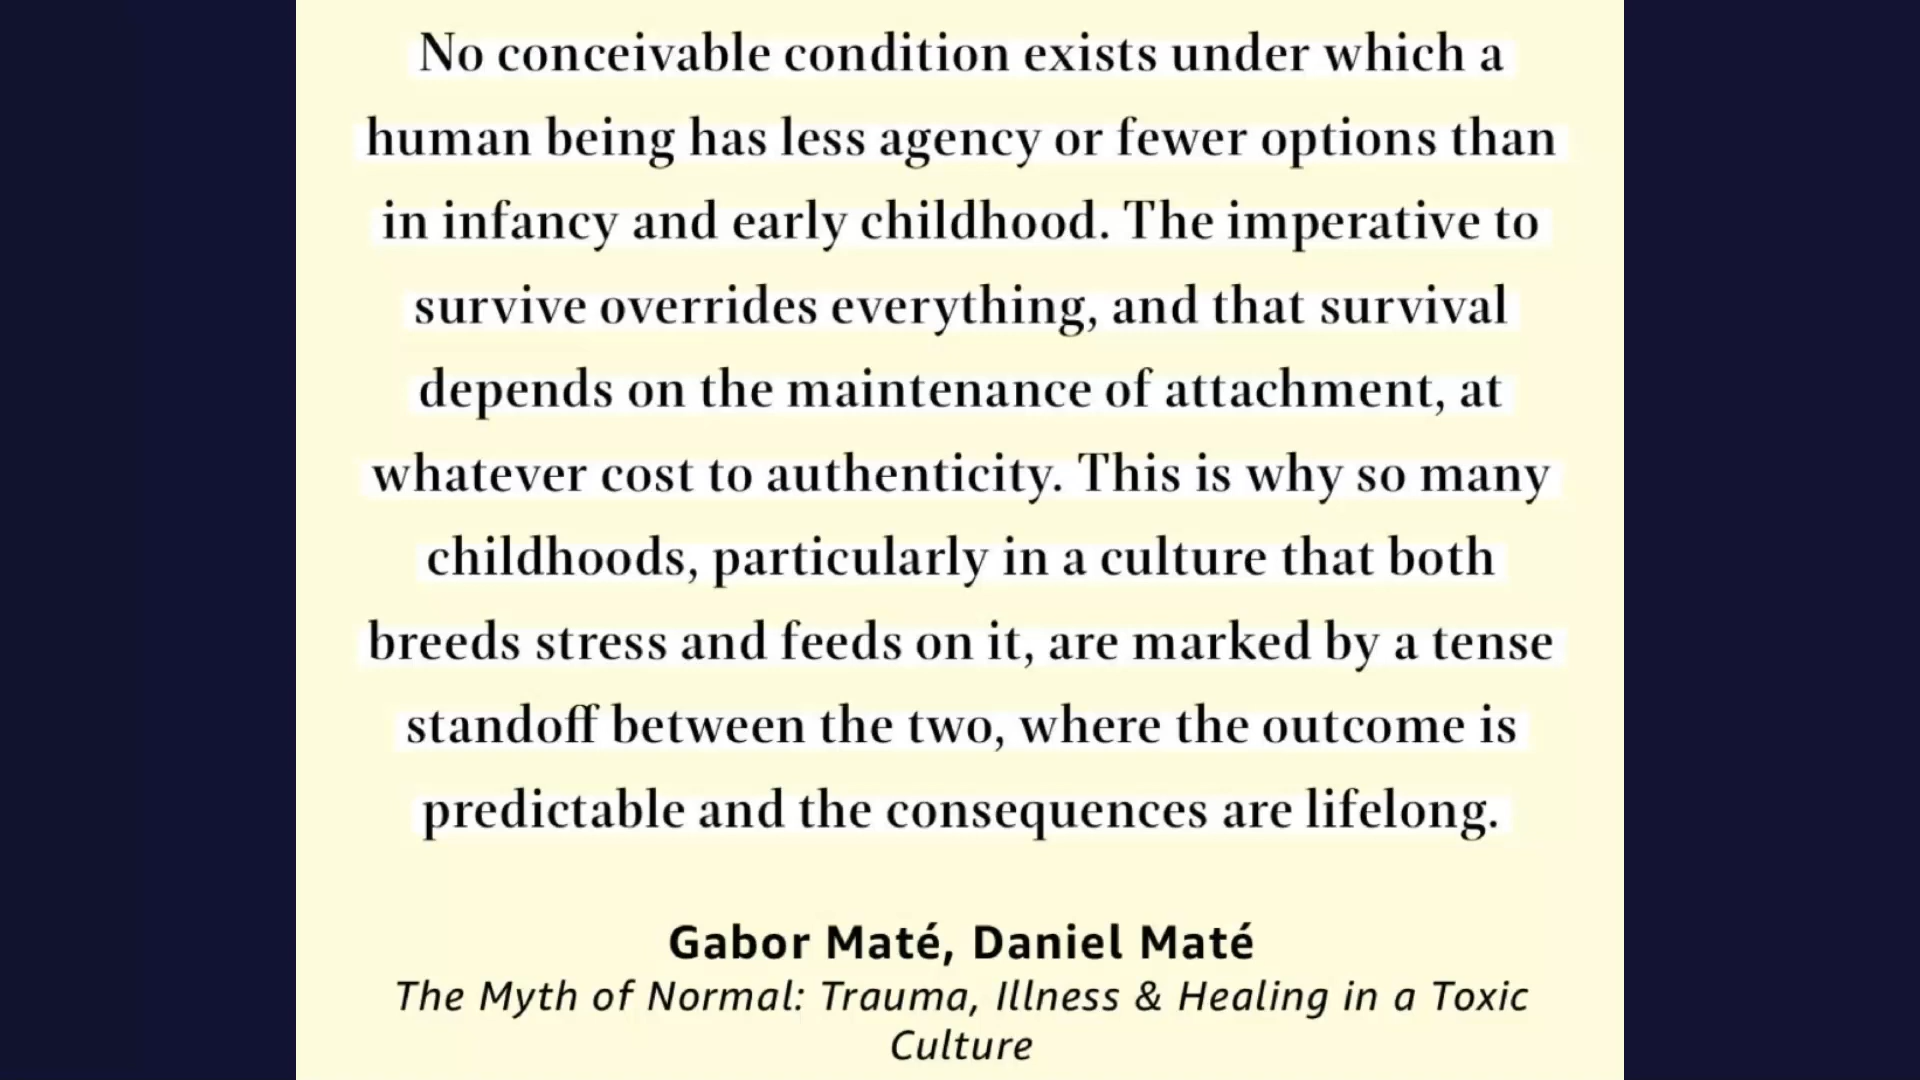 No conceivable condition exists under which a
human being has less agency or fewer options than
in infancy and early childhood. The imperative to
survive overrides everything, and that survival
depends on the maintenance of attachment, at
whatever cost to authenticity. This is why so many
childhoods, particularly in a culture that both
breeds stress and feeds on it, are marked by a tense
standoff between the two, where the outcome is
predictable and the consequences are lifelong.
Gabor Maté, Daniel Maté
The Myth of Normal: Trauma, Illness & Healing in a Toxic
Culture